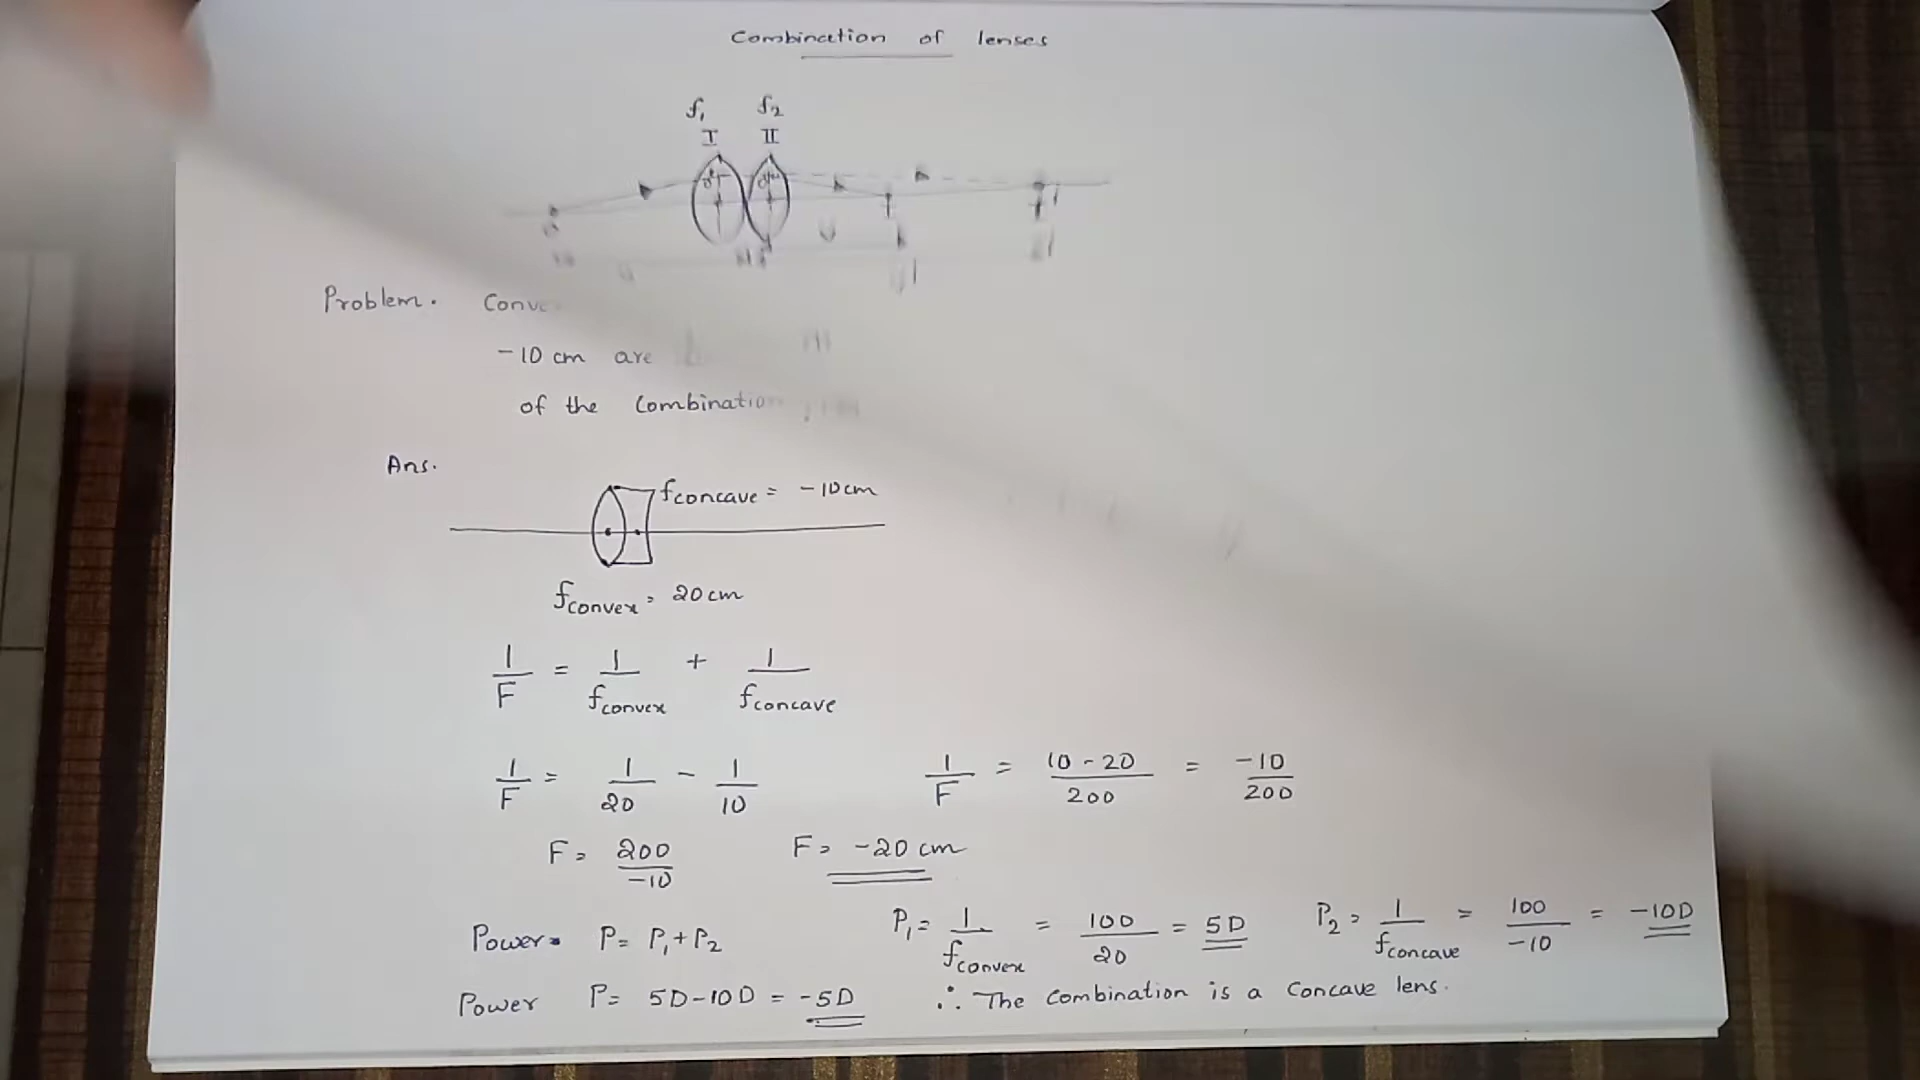 Combination of lenses
f₁ f₂
I II
Problem.
-10 cm are
of the Combination
Ans.
fconcave = -10cm
fconvex = 20cm
1/F = 1/fconvex + 1/fconcave
1/F = 1/20 - 1/10 1/F = 10-20/200 = -10/200
F = 200/-10 F = -20 cm
Power = P = P₁+P₂ P₁ = 1/fconvex = 100/20 = 5D P₂ = 1/fconcave = 100/-10 = -10D
Power P = 5D-10D = -5D ∴ The Combination is a Concave lens.